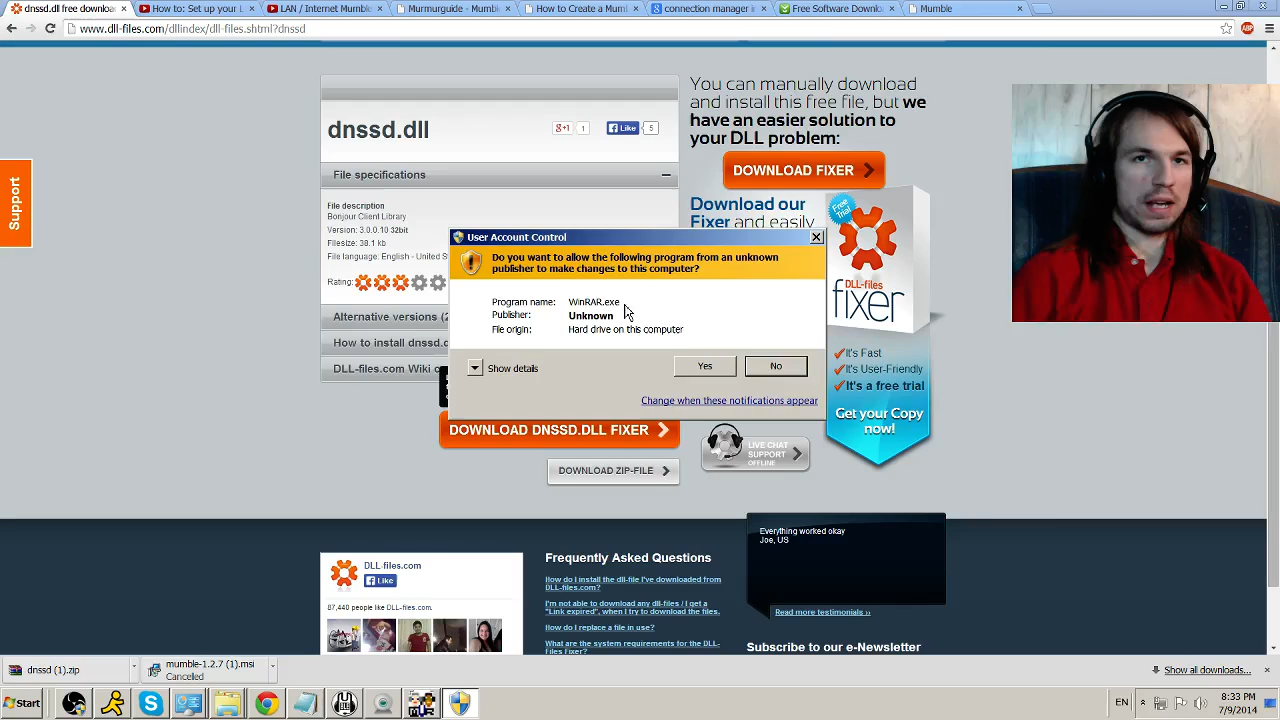 dnssd.dll free downloa
How to: Set up your L
LAN / Internet Mumble
Murmurguide - Mumble
How to Create a Mum
connection manager in
Free Software Downlo
Mumble
www.dll-files.com/dllindex/dll-files.shtml?dnssd
ABP
Support
dnssd.dll
g+1
1
f Like
5
File specifications
File description
Bonjour Client Library
Version: 3.0.0.10 32bit
Filesize: 38.1 kb
File language: English - United S
Rating:
Alternative versions (2
How to install dnssd.c
DLL-files.com Wiki c
You can manually download
and install this free file, but we
have an easier solution to
your DLL problem:
DOWNLOAD FIXER
Download our
Fixer and easily
Free
Trial
DLL-files
fixer
It's Fast
It's User-Friendly
It's a free trial
Get your Copy
now!
User Account Control
Do you want to allow the following program from an unknown
publisher to make changes to this computer?
Program name: WinRAR.exe
Publisher: Unknown
File origin: Hard drive on this computer
Show details
Yes
No
Change when these notifications appear
DOWNLOAD DNSSD.DLL FIXER
DOWNLOAD ZIP-FILE
LIVE CHAT
SUPPORT
OFFLINE
Everything worked okay
Joe, US
Read more testimonials ››
DLL-Files.com
f Like
87,440 people like DLL-files.com.
Frequently Asked Questions
How do I install the dll-file I've downloaded from
DLL-files.com?
I'm not able to download any dll-files / I get a
"Link expired", when I try to download the files.
How do I replace a file in use?
What are the system requirements for the DLL-
Files Fixer?
Subscribe to our e-Newsletter
dnssd (1).zip
mumble-1.2.7 (1).msi
Cancelled
Show all downloads...
Start
EN
8:33 PM
7/9/2014